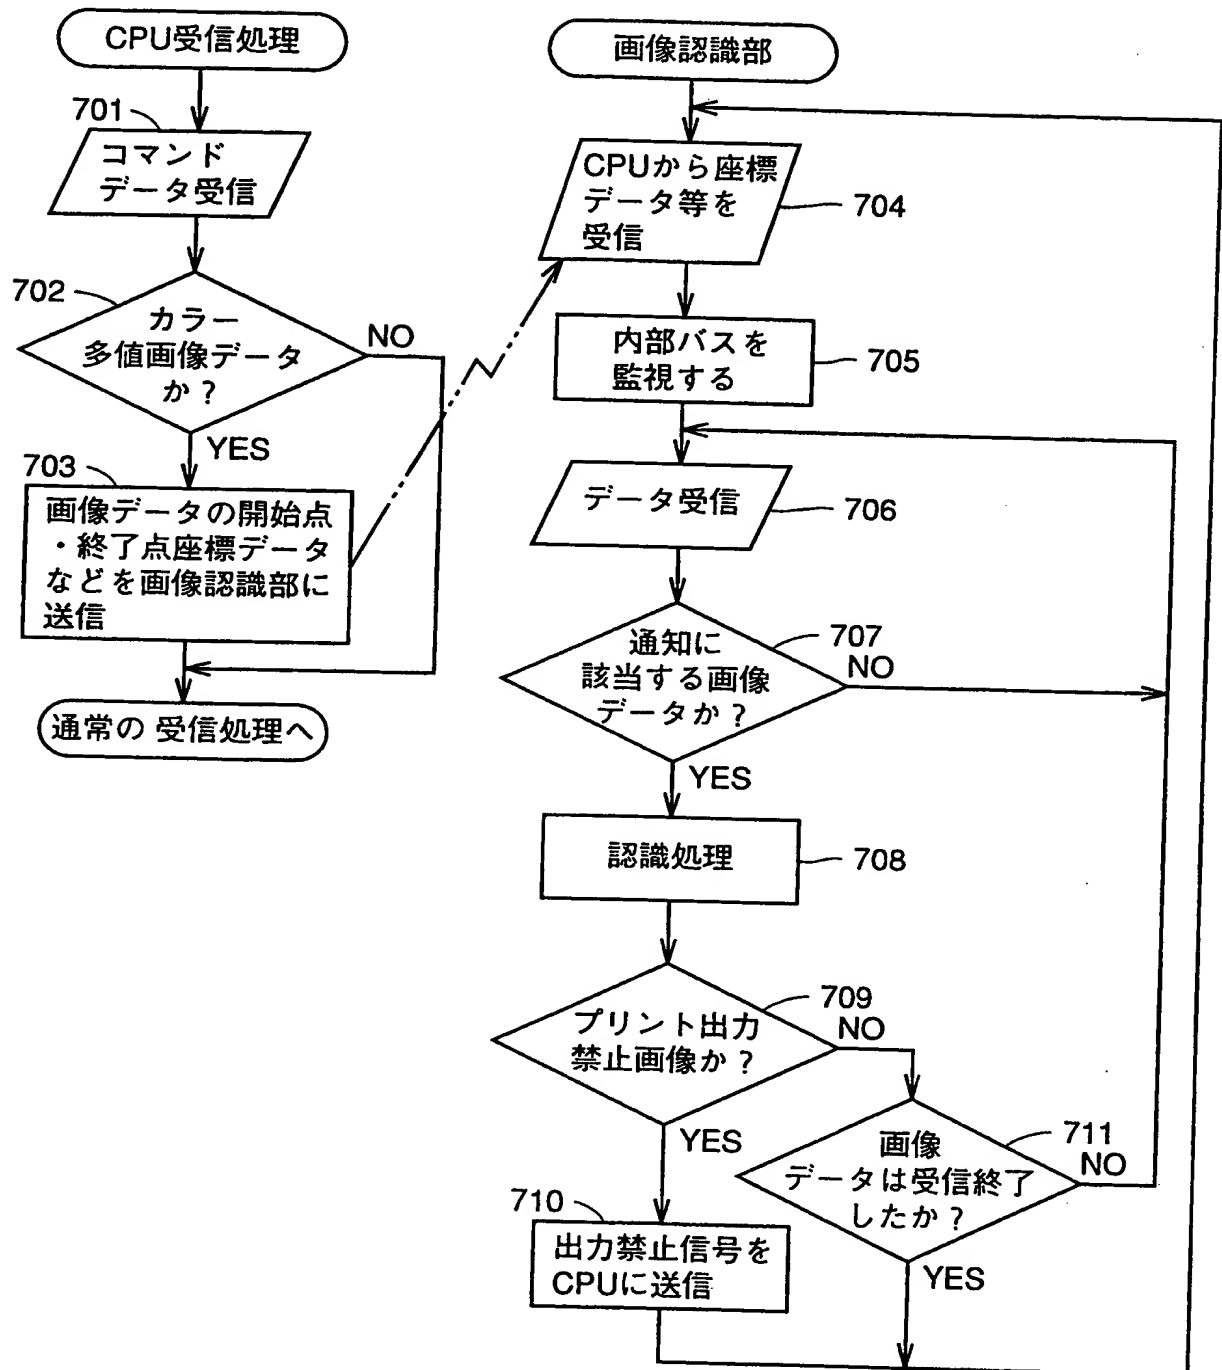 CPU受信処理
701
コマンド
データ受信
702
カラー
多値画像データ
か？
NO
YES
703
画像データの開始点
・終了点座標データ
などを画像認識部に
送信
通常の 受信処理へ
画像認識部
CPUから座標
データ等を
受信
704
内部バスを
監視する
705
データ受信
706
通知に
該当する画像
データか？
707
NO
YES
認識処理
708
プリント出力
禁止画像か？
709
NO
YES
710
出力禁止信号を
CPUに送信
画像
データは受信終了
したか？
711
NO
YES